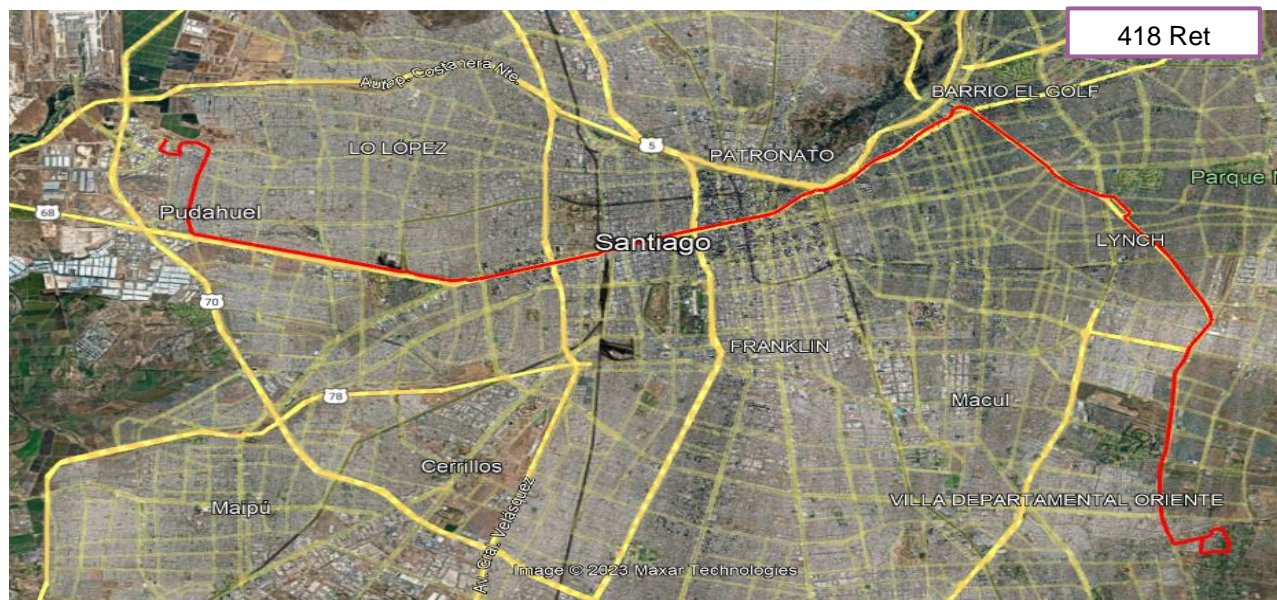 418 Ret
Autop. Costanera Nte.
BARRIO EL GOLF
5
LO LÓPEZ
PATRONATO
68
Pudahuel
Santiago
LYNCH
70
FRANKLIN
78
Macul
Cerrillos
Maipú
Av. Gral. Velásquez
VILLA DEPARTAMENTAL ORIENTE
Image © 2023 Maxar Technologies